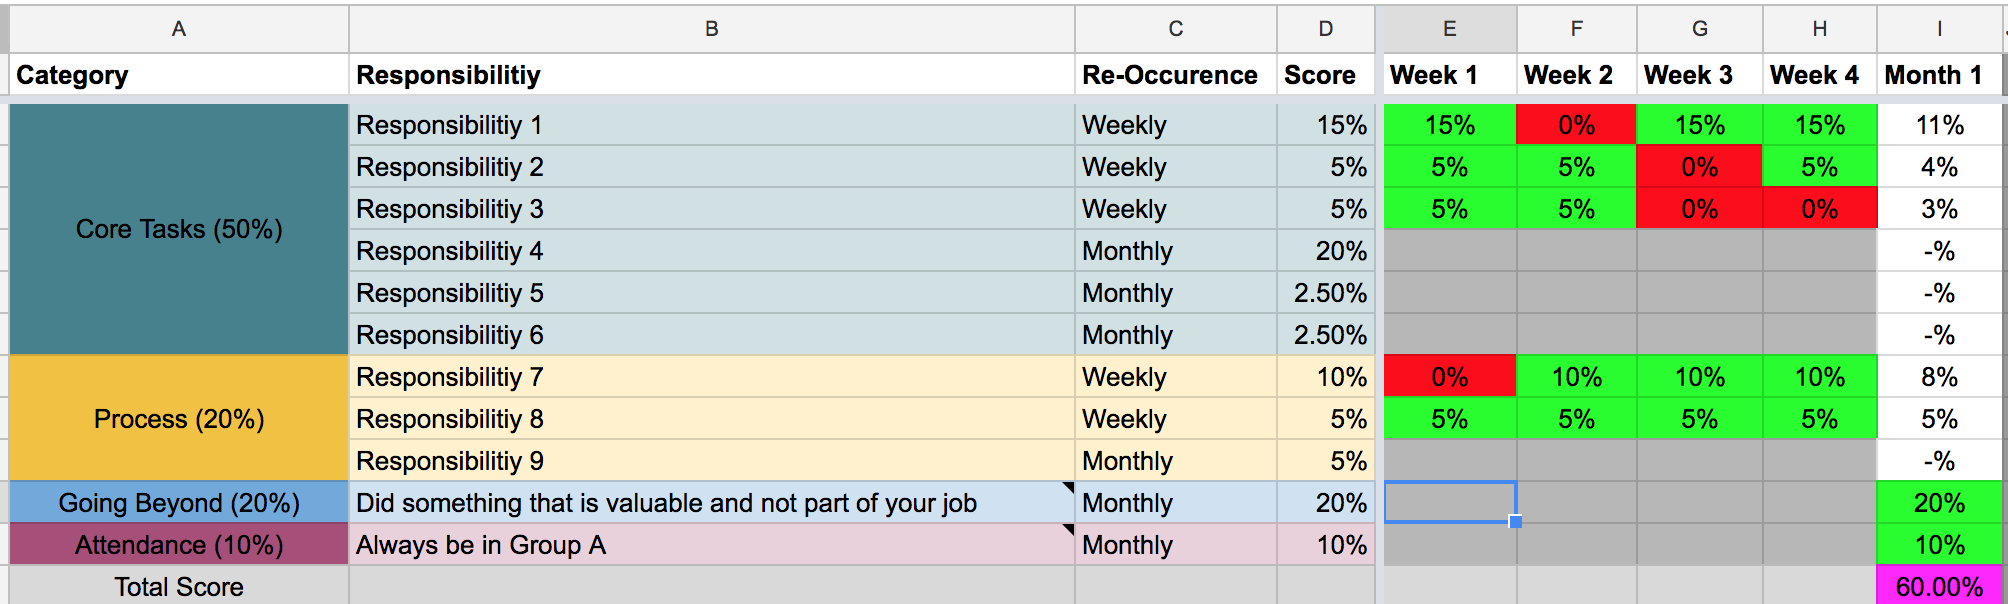 A B C D E F G H I
Category Responsibilitiy Re-Occurence Score Week 1 Week 2 Week 3 Week 4 Month 1
Responsibilitiy 1 Weekly 15% 15% 0% 15% 15% 11%
Responsibilitiy 2 Weekly 5% 5% 5% 0% 5% 4%
Responsibilitiy 3 Weekly 5% 5% 5% 0% 0% 3%
Core Tasks (50%)
Responsibilitiy 4 Monthly 20% -%
Responsibilitiy 5 Monthly 2.50% -%
Responsibilitiy 6 Monthly 2.50% -%
Responsibilitiy 7 Weekly 10% 0% 10% 10% 10% 8%
Process (20%) Responsibilitiy 8 Weekly 5% 5% 5% 5% 5% 5%
Responsibilitiy 9 Monthly 5% -%
Going Beyond (20%) Did something that is valuable and not part of your job Monthly 20% 20%
Attendance (10%) Always be in Group A Monthly 10% 10%
Total Score 60.00%